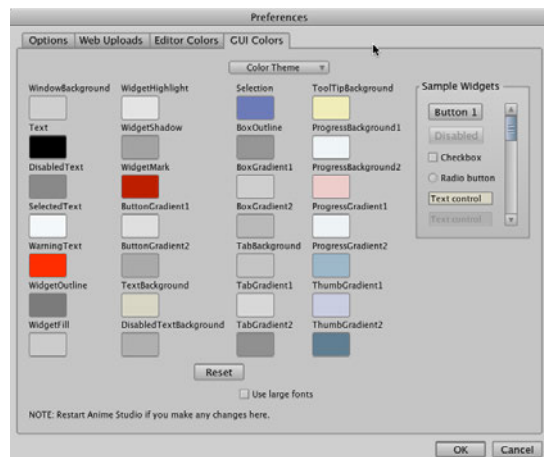 Preferences
Options Web Uploads Editor Colors GUI Colors
Color Theme
WindowBackground WidgetHighlight Selection ToolTipBackground
Text WidgetShadow BoxOutline ProgressBackground1
DisabledText WidgetMark BoxGradient1 ProgressBackground2
SelectedText ButtonGradient1 BoxGradient2 ProgressGradient1
WarningText ButtonGradient2 TabBackground ProgressGradient2
WidgetOutline TextBackground TabGradient1 ThumbGradient1
WidgetFill DisabledTextBackground TabGradient2 ThumbGradient2
Sample Widgets
Button 1
Disabled
Checkbox
Radio button
Text control
Text control
Reset
Use large fonts
NOTE: Restart Anime Studio if you make any changes here.
OK Cancel